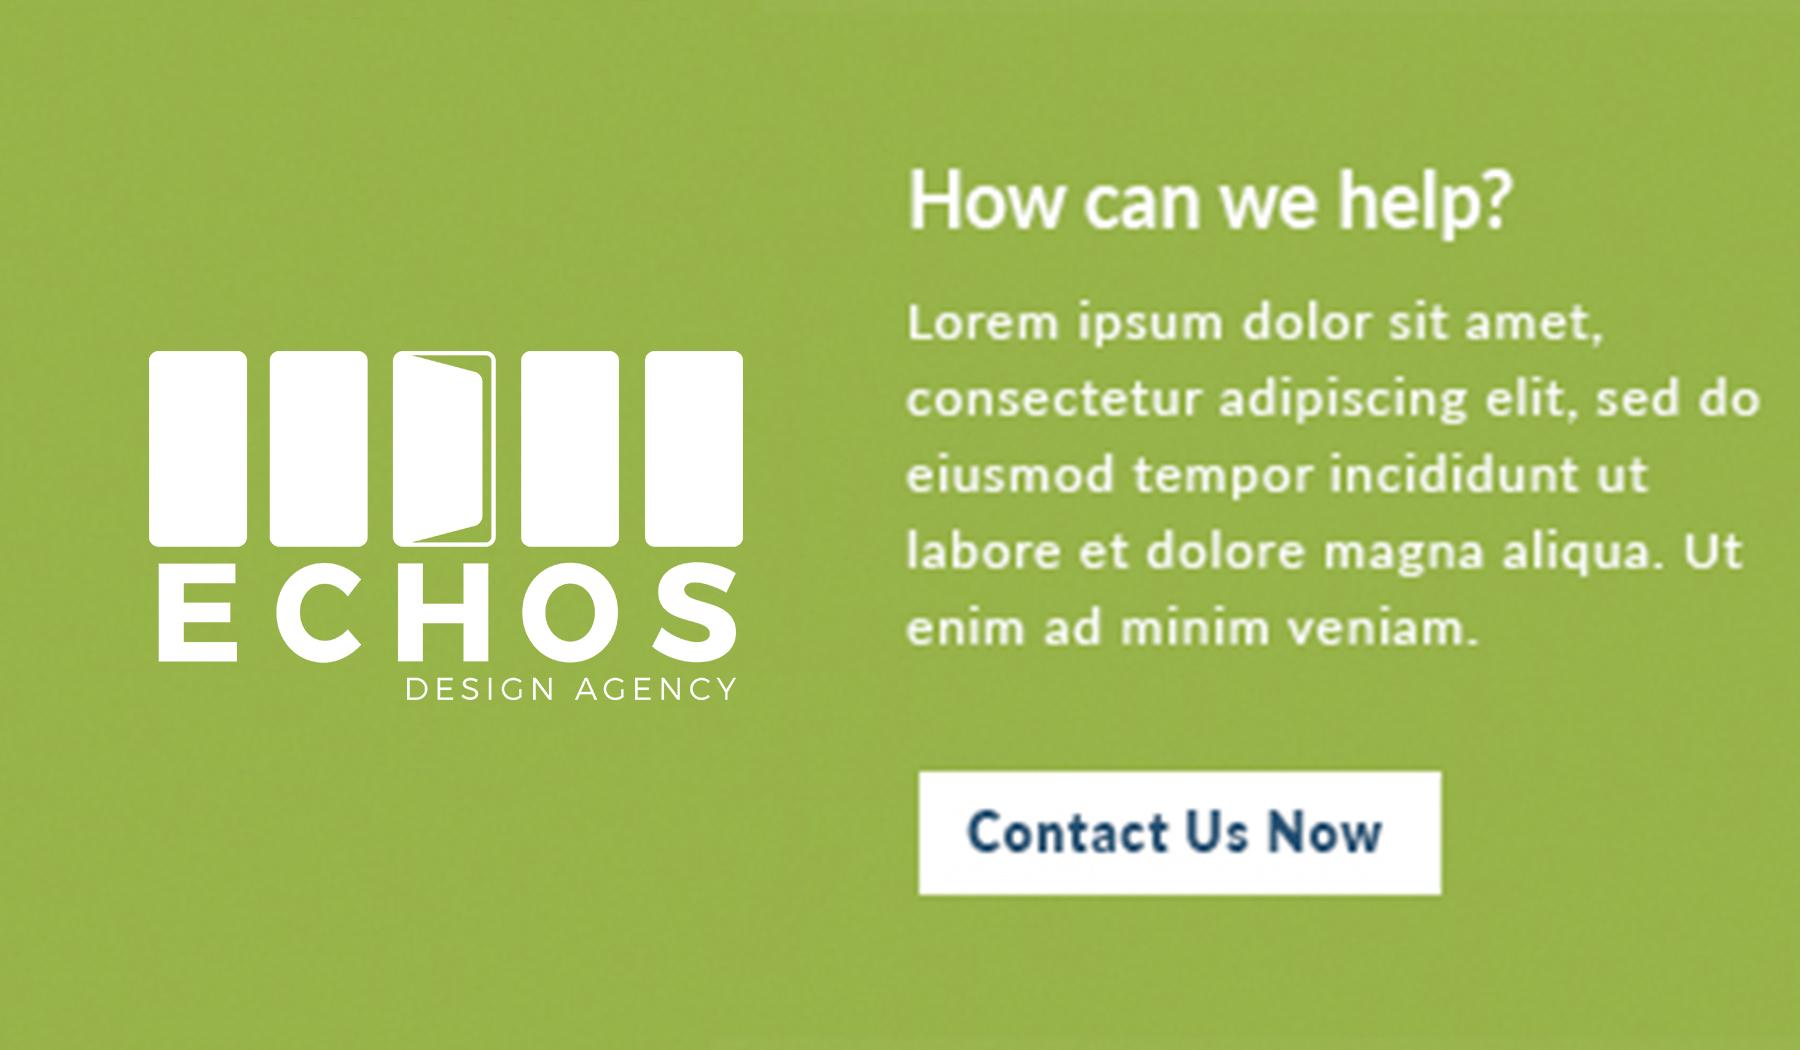 ECHOS
DESIGN AGENCY
How can we help?
Lorem ipsum dolor sit amet,
consectetur adipiscing elit, sed do
eiusmod tempor incididunt ut
labore et dolore magna aliqua. Ut
enim ad minim veniam.
Contact Us Now